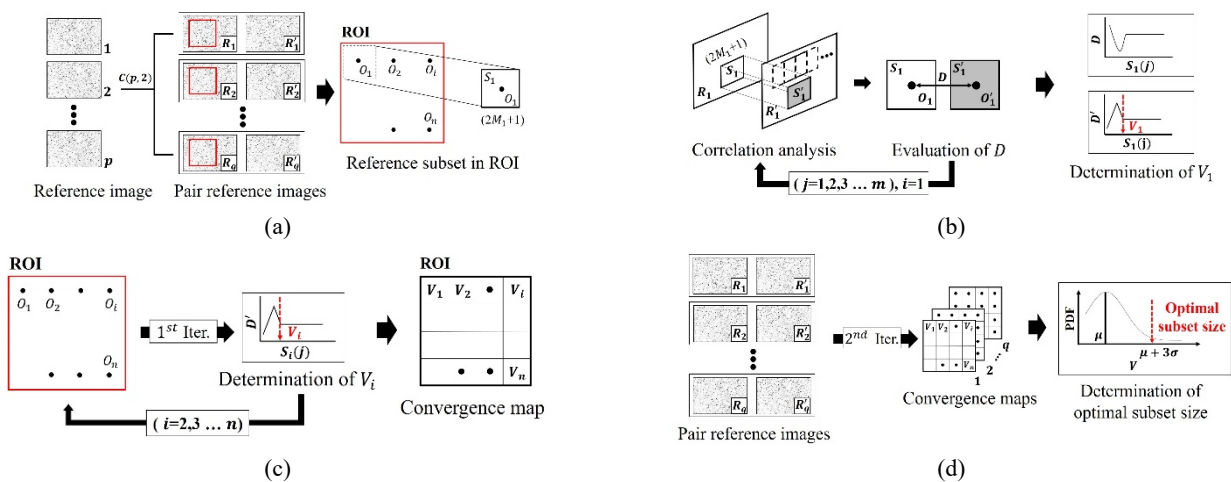 1
2
p
Reference image
C(p, 2)
R₁
R′₁
R₂
R′₂
R_q
R′_q
Pair reference images
ROI
O₁
O₂
Oᵢ
Oₙ
S₁
O₁
(2M₁+1)
Reference subset in ROI
(a)
(2M₁+1)
S₁
R₁
S′₁
R′₁
Correlation analysis
S₁
D
S′₁
O₁
O′₁
Evaluation of D
( j=1,2,3 ... m ), i=1
D
S₁(j)
D′
V₁
S₁(j)
Determination of V₁
(b)
ROI
O₁
O₂
Oᵢ
Oₙ
1ˢᵗ Iter.
D′
Vᵢ
Sᵢ(j)
Determination of Vᵢ
( i=2,3 ... n)
ROI
V₁ V₂ Vᵢ
Vₙ
Convergence map
(c)
R₁
R′₁
R₂
R′₂
R_q
R′_q
Pair reference images
2ⁿᵈ Iter.
V₁ V₂ Vᵢ
Vₙ
1
2
q
Convergence maps
PDF
μ
V
μ + 3σ
Optimal
subset size
Determination of
optimal subset size
(d)